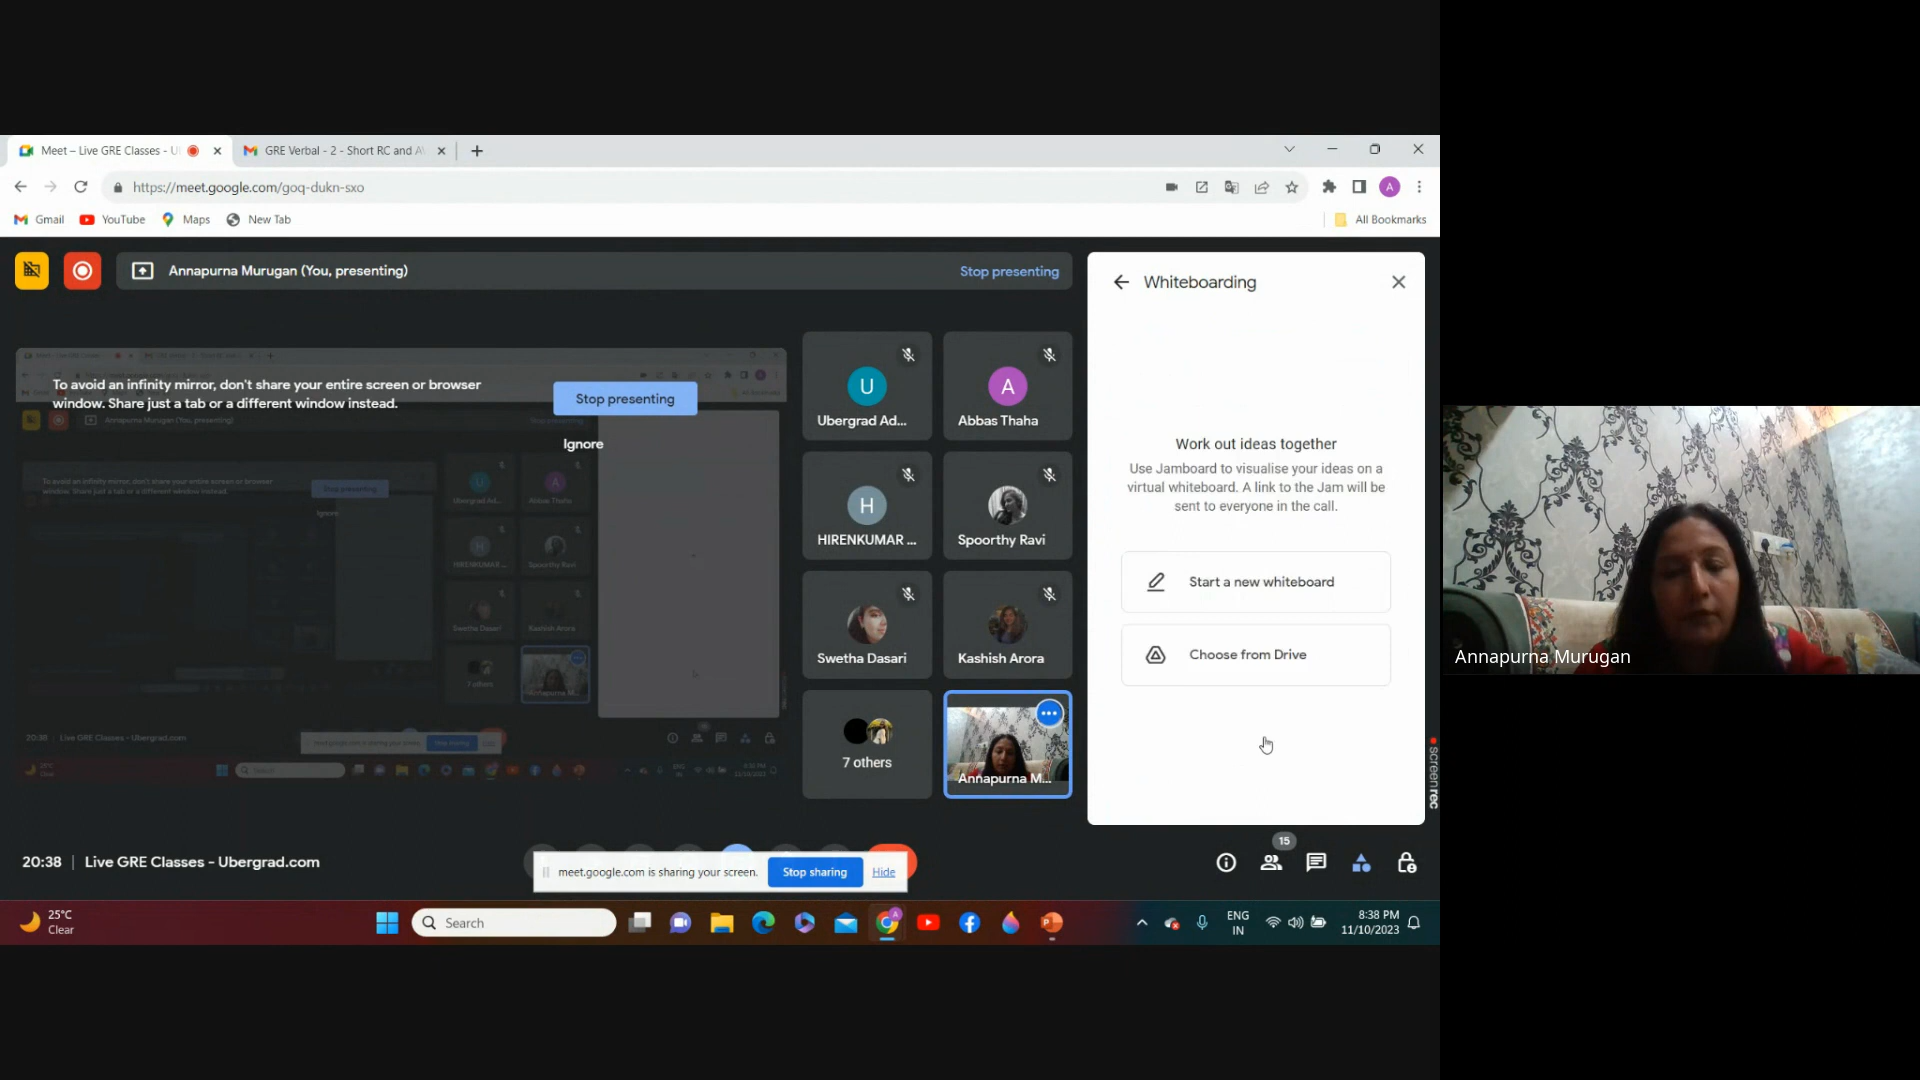 Meet – Live GRE Classes - U
GRE Verbal - 2 - Short RC and A
https://meet.google.com/goq-dukn-sxo
Gmail
YouTube
Maps
New Tab
All Bookmarks
Annapurna Murugan (You, presenting)
Stop presenting
Whiteboarding
To avoid an infinity mirror, don't share your entire screen or browser
window. Share just a tab or a different window instead.
Stop presenting
Ignore
U
Ubergrad Ad...
A
Abbas Thaha
H
HIRENKUMAR ...
Spoorthy Ravi
Swetha Dasari
Kashish Arora
7 others
Annapurna M...
Work out ideas together
Use Jamboard to visualise your ideas on a
virtual whiteboard. A link to the Jam will be
sent to everyone in the call.
Start a new whiteboard
Choose from Drive
screenrec
Annapurna Murugan
20:38 | Live GRE Classes - Ubergrad.com
meet.google.com is sharing your screen.
Stop sharing
Hide
15
25°C
Clear
Search
ENG
IN
8:38 PM
11/10/2023